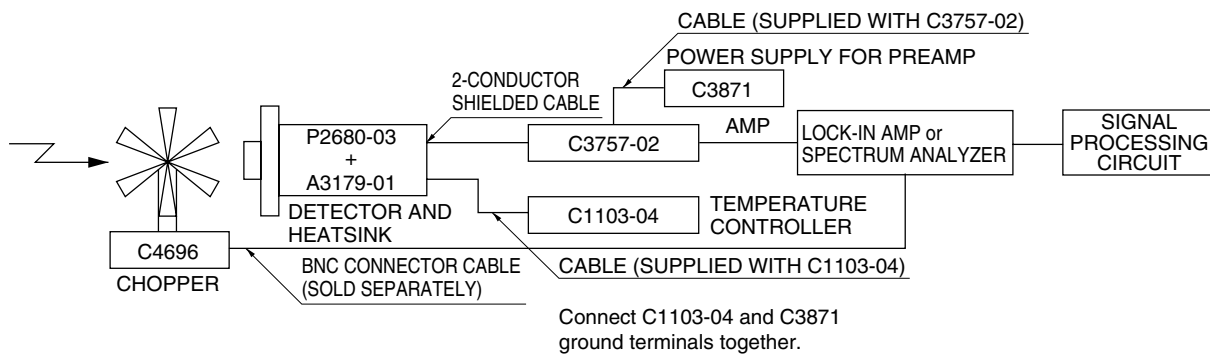 CABLE (SUPPLIED WITH C3757-02)
POWER SUPPLY FOR PREAMP
C3871
2-CONDUCTOR
SHIELDED CABLE
P2680-03
+
A3179-01
DETECTOR AND
HEATSINK
AMP
C3757-02
LOCK-IN AMP or
SPECTRUM ANALYZER
SIGNAL
PROCESSING
CIRCUIT
C1103-04
TEMPERATURE
CONTROLLER
C4696
CHOPPER
BNC CONNECTOR CABLE
(SOLD SEPARATELY)
CABLE (SUPPLIED WITH C1103-04)
Connect C1103-04 and C3871
ground terminals together.